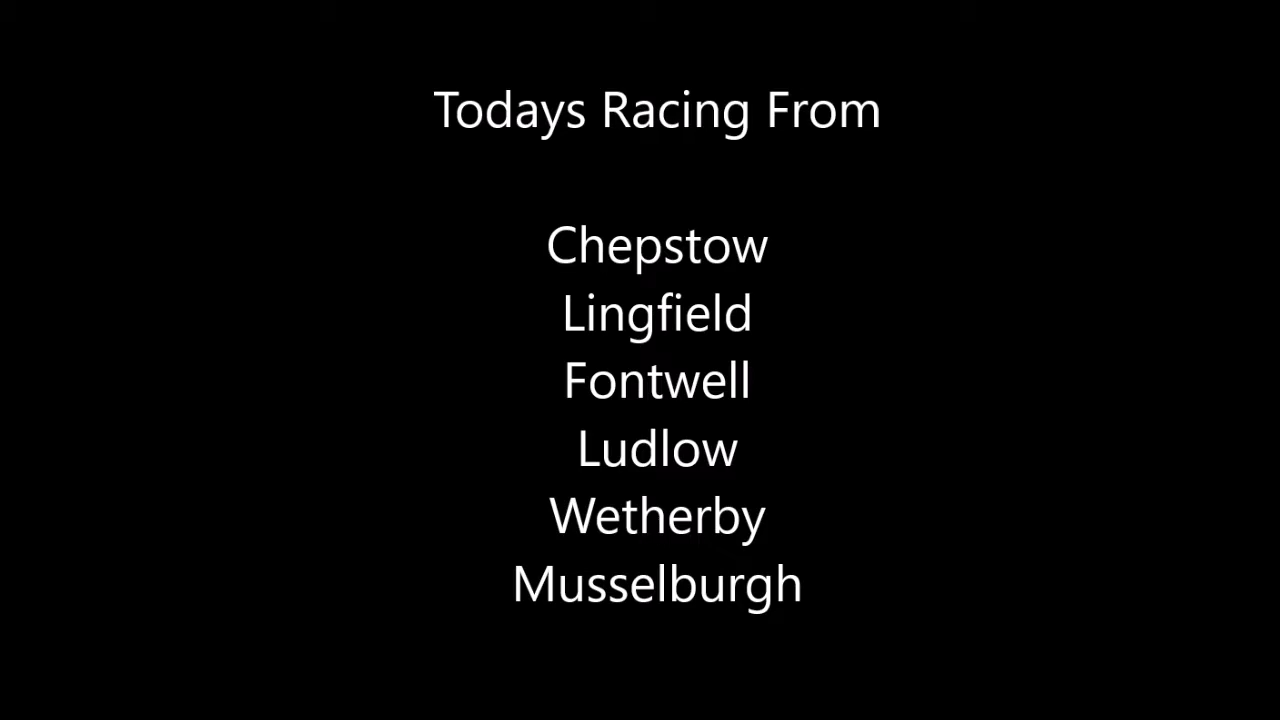 Todays Racing From
Chepstow
Lingfield
Fontwell
Ludlow
Wetherby
Musselburgh